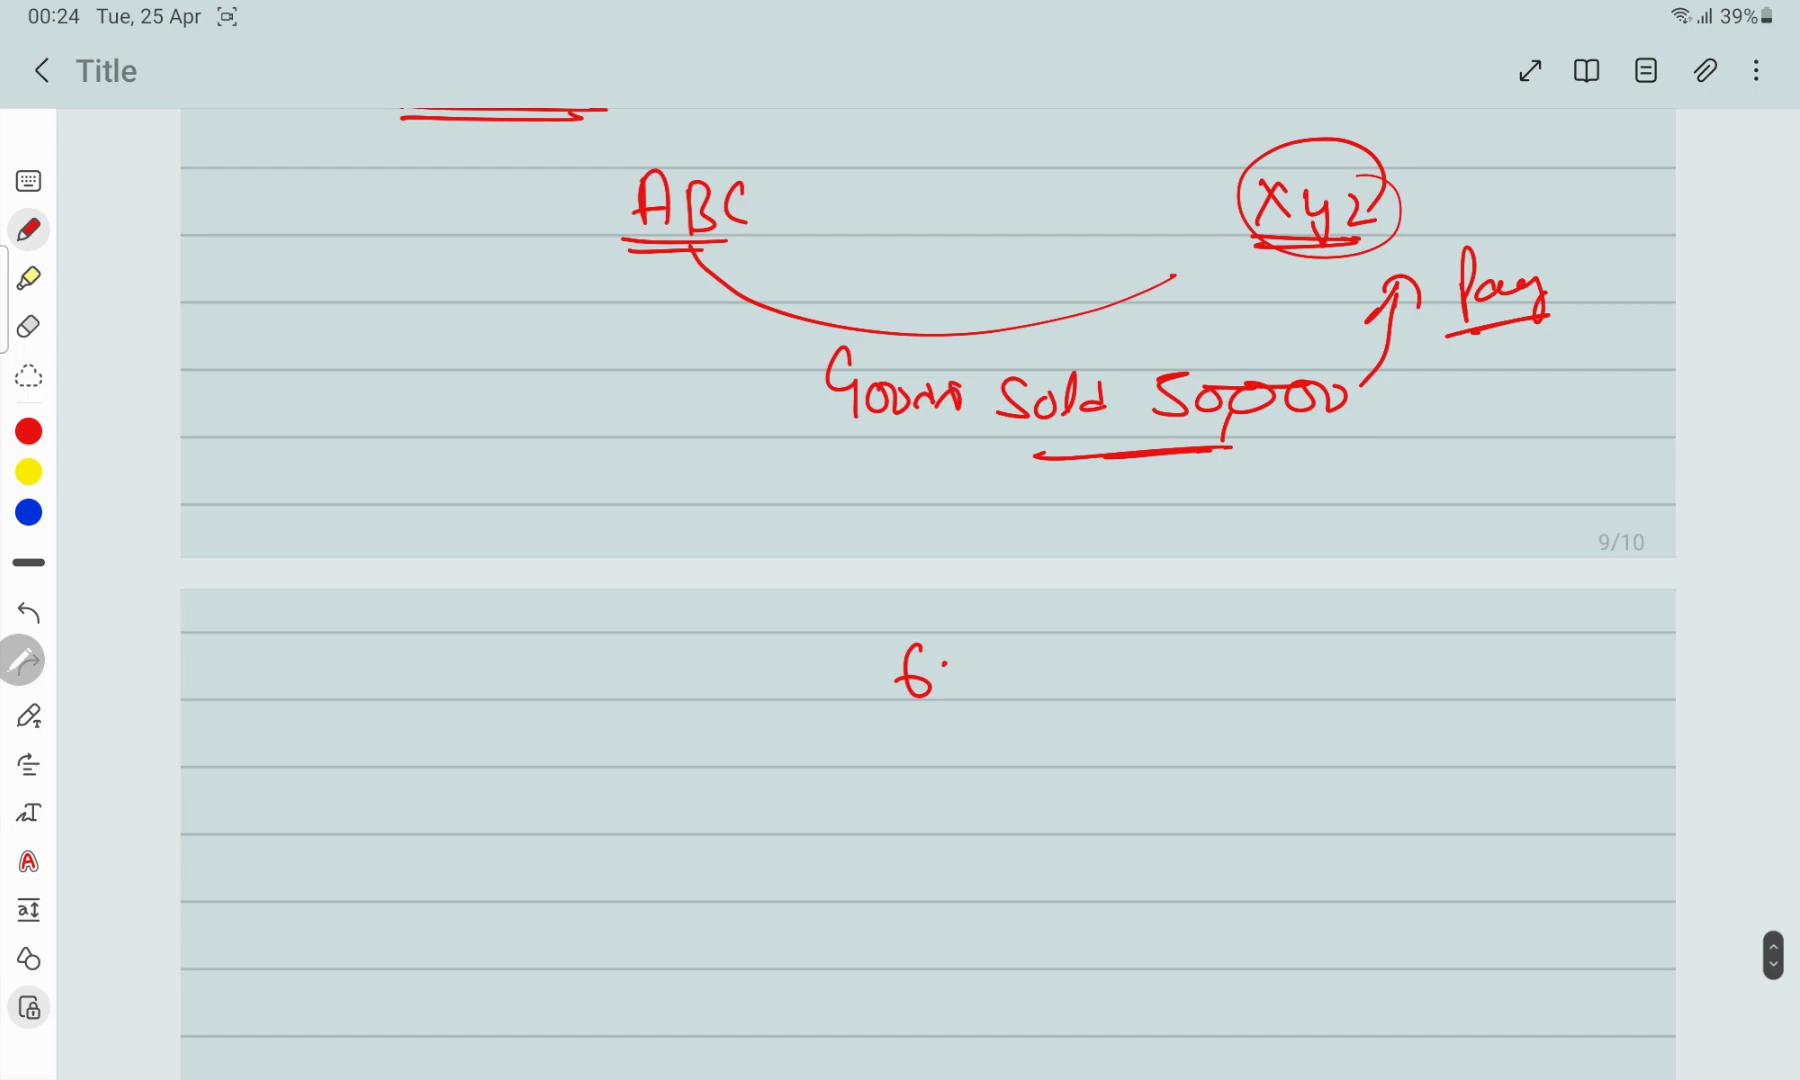 00:24 Tue, 25 Apr 39%
Title
ABC
xyz
Pay
Goods Sold 50000
9/10
6